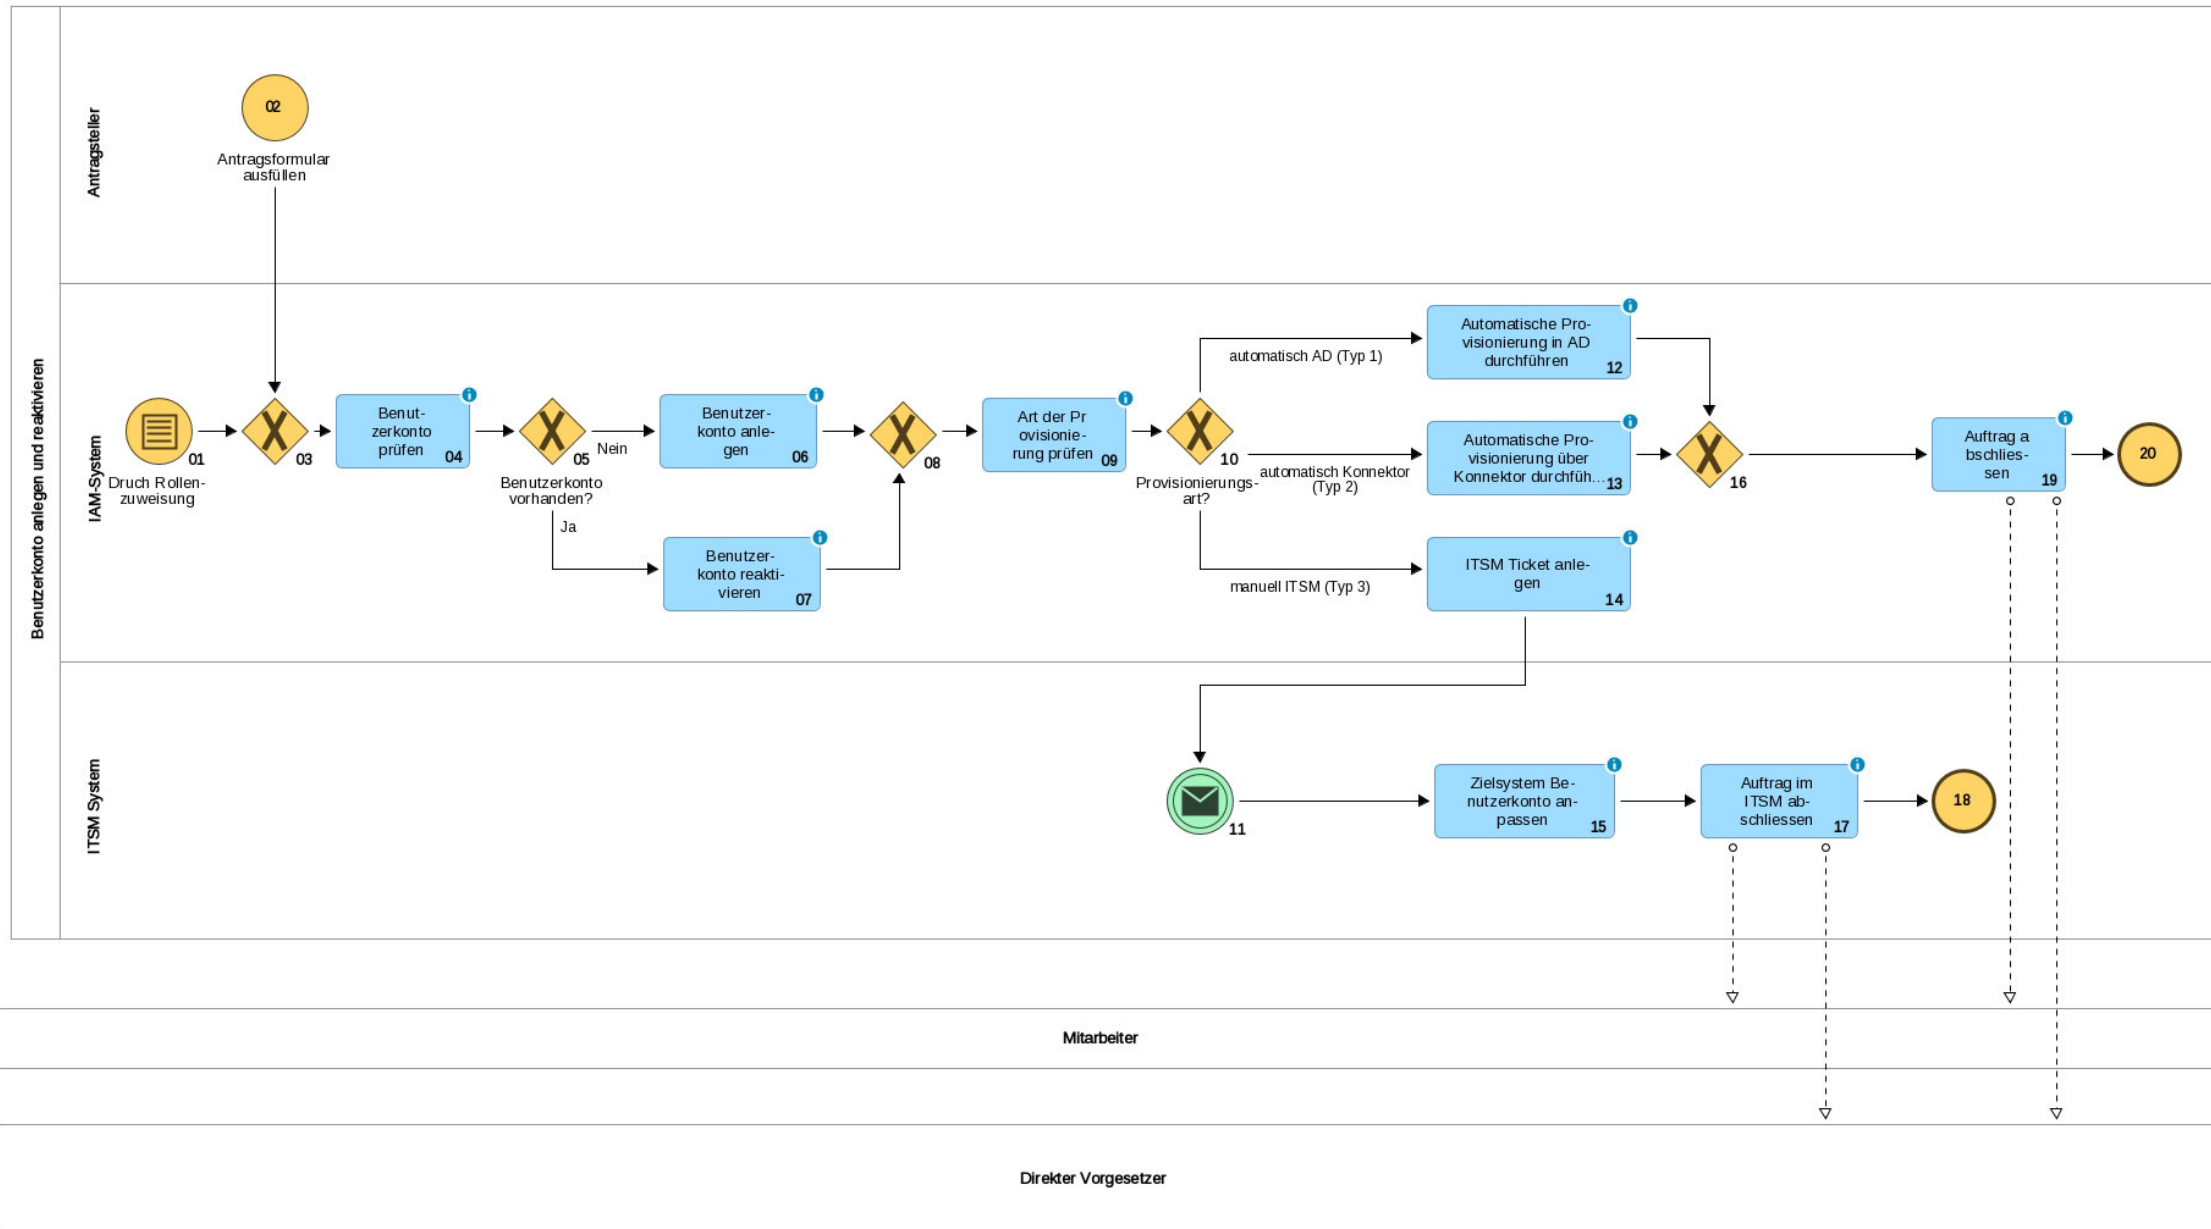 Benutzerkonto anlegen und reaktivieren
Antragsteller
02
Antragsformular
ausfüllen
IAM-System
01
Druch Rollen-
zuweisung
03
Benut-
zerkonto
prüfen
04
05
Benutzerkonto
vorhanden?
Nein
Ja
Benutzer-
konto anle-
gen
06
Benutzer-
konto reakti-
vieren
07
08
Art der Pr
ovisionie-
rung prüfen
09
10
Provisionierungs-
art?
automatisch AD (Typ 1)
automatisch Konnektor
(Typ 2)
manuell ITSM (Typ 3)
Automatische Pro-
visionierung in AD
durchführen
12
Automatische Pro-
visionierung über
Konnektor durchfüh...
13
ITSM Ticket anle-
gen
14
16
Auftrag a
bschlies-
sen
19
20
ITSM System
11
Zielsystem Be-
nutzerkonto an-
passen
15
Auftrag im
ITSM ab-
schliessen
17
18
Mitarbeiter
Direkter Vorgesetzer